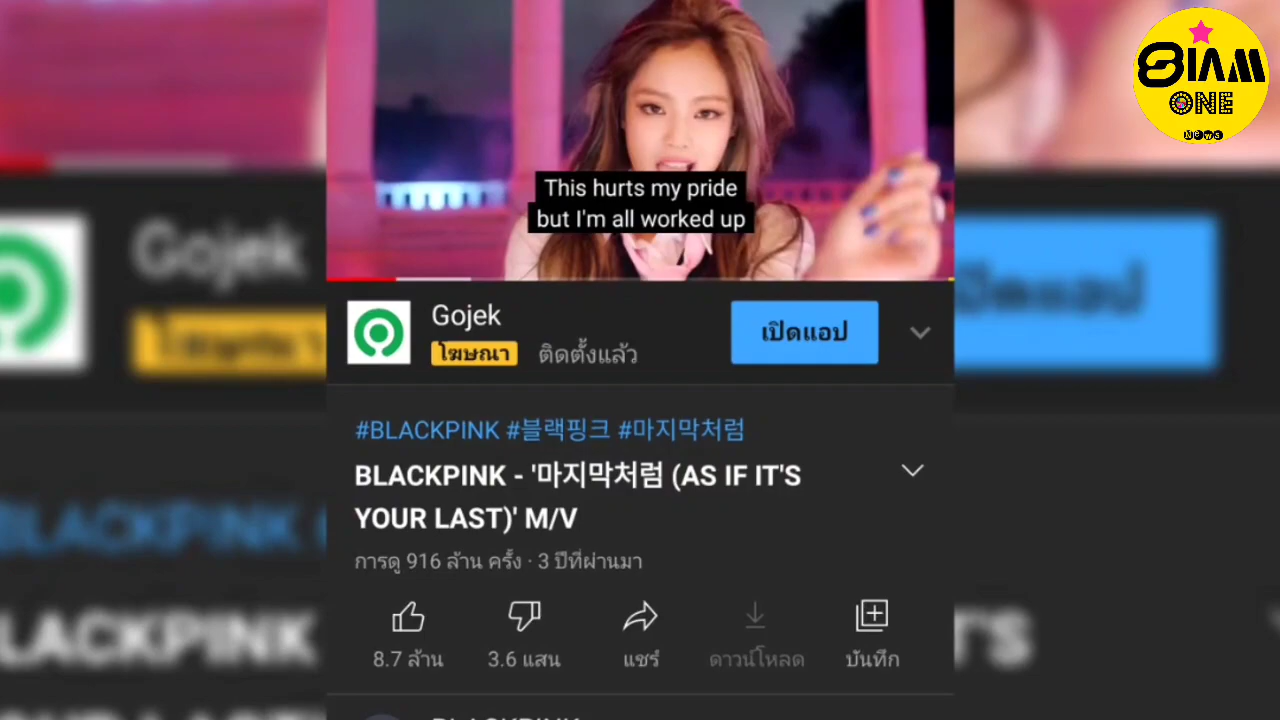 SIAM
ONE
News
This hurts my pride
but I'm all worked up
Gojek
โฆษณา ติดตั้งแล้ว
เปิดแอป
#BLACKPINK #블랙핑크 #마지막처럼
BLACKPINK - '마지막처럼 (AS IF IT'S
YOUR LAST)' M/V
การดู 916 ล้าน ครั้ง · 3 ปีที่ผ่านมา
8.7 ล้าน 3.6 แสน แชร์ ดาวน์โหลด บันทึก